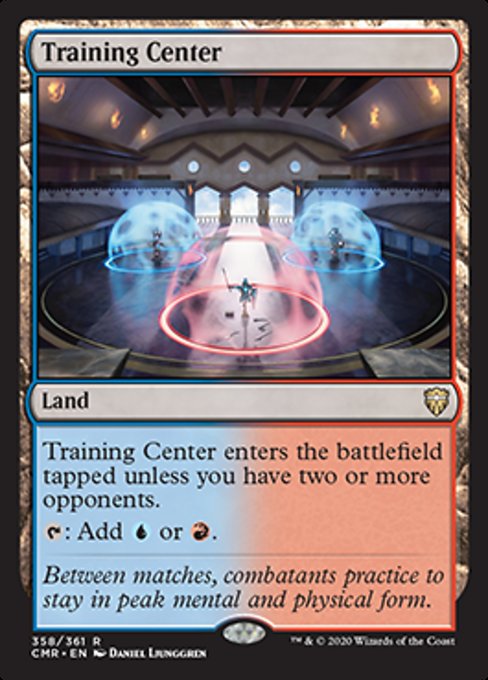 Training Center
Land
Training Center enters the battlefield
tapped unless you have two or more
opponents.
: Add or .
Between matches, combatants practice to
stay in peak mental and physical form.
358/361 R
CMR • EN Daniel Ljunggren
™ & © 2020 Wizards of the Coast